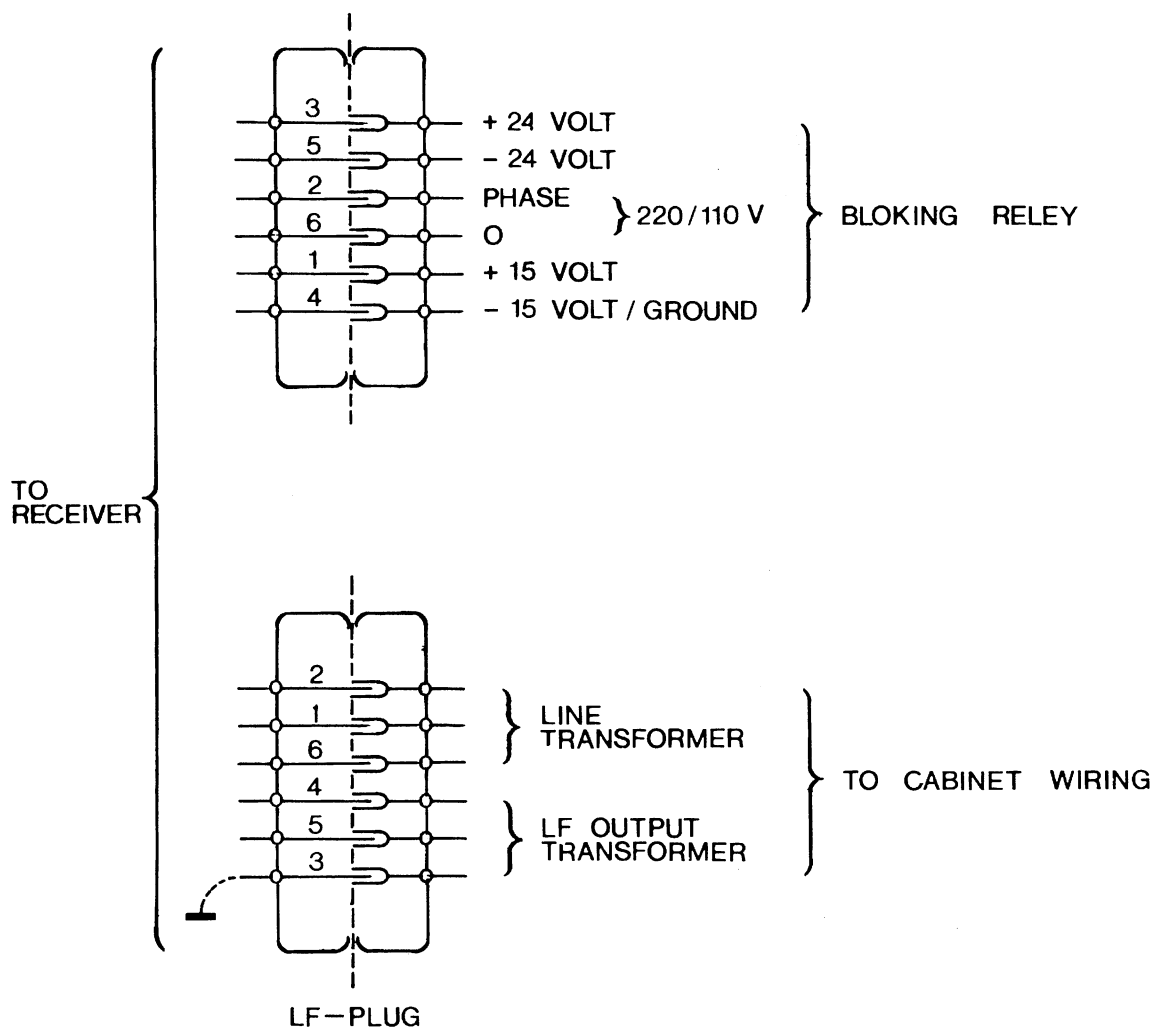 3 + 24 VOLT
5 – 24 VOLT
2 PHASE
6 O
220/110 V
1 + 15 VOLT
4 – 15 VOLT / GROUND
BLOKING RELEY
TO
RECEIVER
2
1
6
LINE
TRANSFORMER
4
5
3
LF OUTPUT
TRANSFORMER
TO CABINET WIRING
LF–PLUG